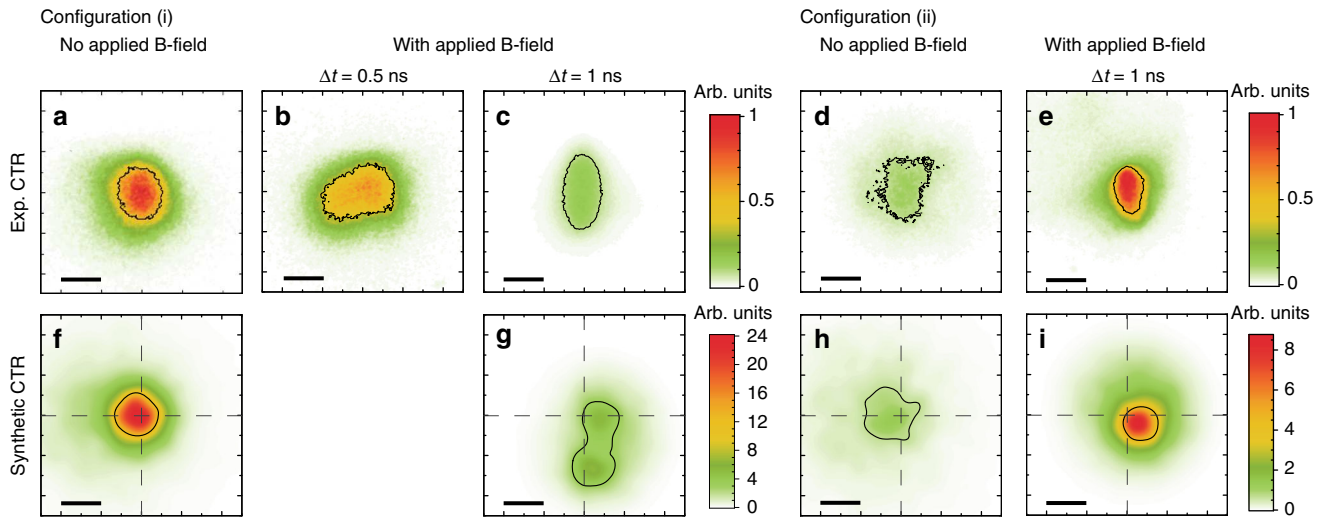 Configuration (i)
Configuration (ii)
No applied B-field
With applied B-field
No applied B-field
With applied B-field
Δt = 0.5 ns
Δt = 1 ns
Δt = 1 ns
Arb. units
Arb. units
Exp. CTR
a
b
c
1
0.5
0
d
e
1
0.5
0
Arb. units
Arb. units
Synthetic CTR
f
g
24
20
16
12
8
4
0
h
i
8
6
4
2
0